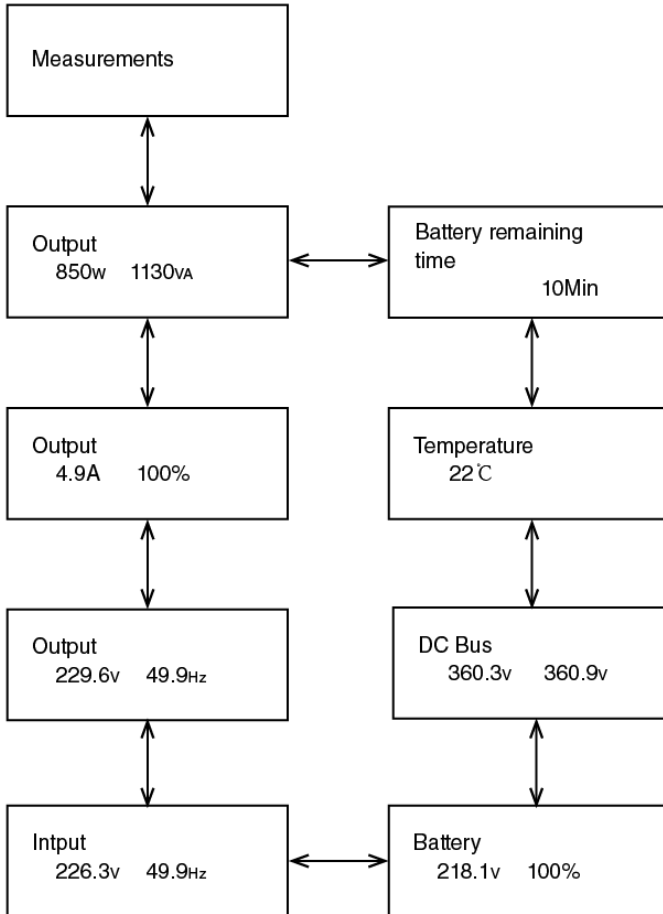 Measurements
Output
850W 1130VA
Output
4.9A 100%
Output
229.6V 49.9Hz
Intput
226.3V 49.9Hz
Battery remaining
time
10Min
Temperature
22℃
DC Bus
360.3V 360.9V
Battery
218.1V 100%